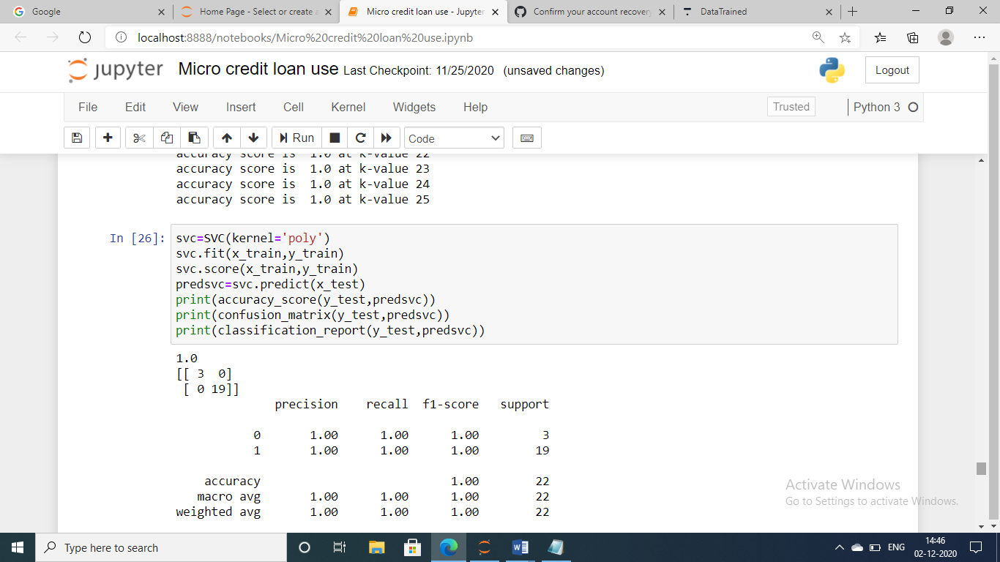 Google
Home Page - Select or create a
Micro credit loan use - Jupyter
Confirm your account recovery
DataTrained
localhost:8888/notebooks/Micro%20credit%20loan%20use.ipynb
jupyter Micro credit loan use Last Checkpoint: 11/25/2020 (unsaved changes)
Logout
File Edit View Insert Cell Kernel Widgets Help
Trusted
Python 3
Run
Code
accuracy score is  1.0 at k-value 22
accuracy score is  1.0 at k-value 23
accuracy score is  1.0 at k-value 24
accuracy score is  1.0 at k-value 25
In [26]:
svc=SVC(kernel='poly')
svc.fit(x_train,y_train)
svc.score(x_train,y_train)
predsvc=svc.predict(x_test)
print(accuracy_score(y_test,predsvc))
print(confusion_matrix(y_test,predsvc))
print(classification_report(y_test,predsvc))
1.0
[[ 3  0]
 [ 0 19]]
precision recall f1-score support
0 1.00 1.00 1.00 3
1 1.00 1.00 1.00 19
accuracy 1.00 22
macro avg 1.00 1.00 1.00 22
weighted avg 1.00 1.00 1.00 22
Activate Windows
Go to Settings to activate Windows.
Type here to search
ENG
14:46
02-12-2020